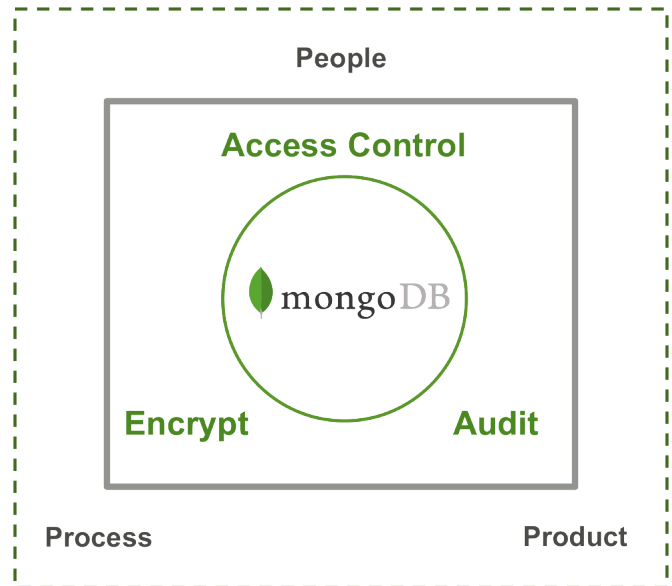 People
Access Control
mongoDB
Encrypt
Audit
Process
Product